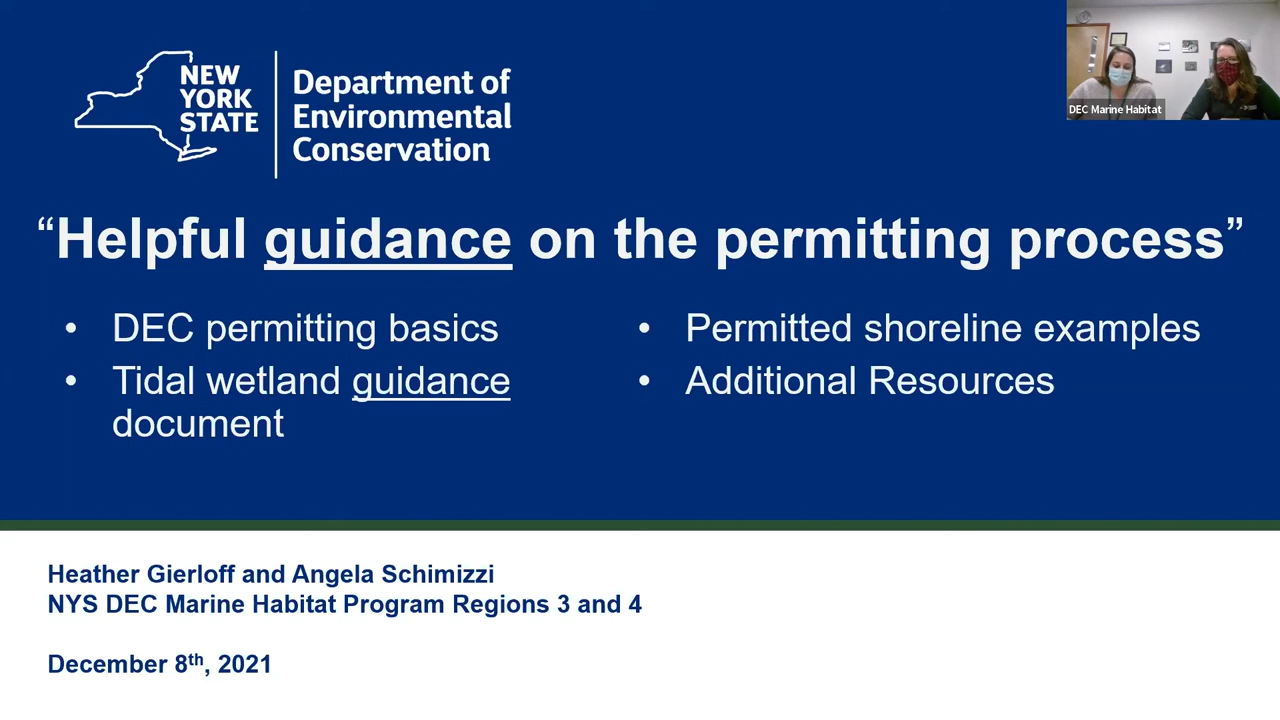 NEW
YORK
STATE
Department of
Environmental
Conservation
DEC Marine Habitat
“Helpful guidance on the permitting process”
• DEC permitting basics
• Tidal wetland guidance
document
• Permitted shoreline examples
• Additional Resources
Heather Gierloff and Angela Schimizzi
NYS DEC Marine Habitat Program Regions 3 and 4
December 8th, 2021